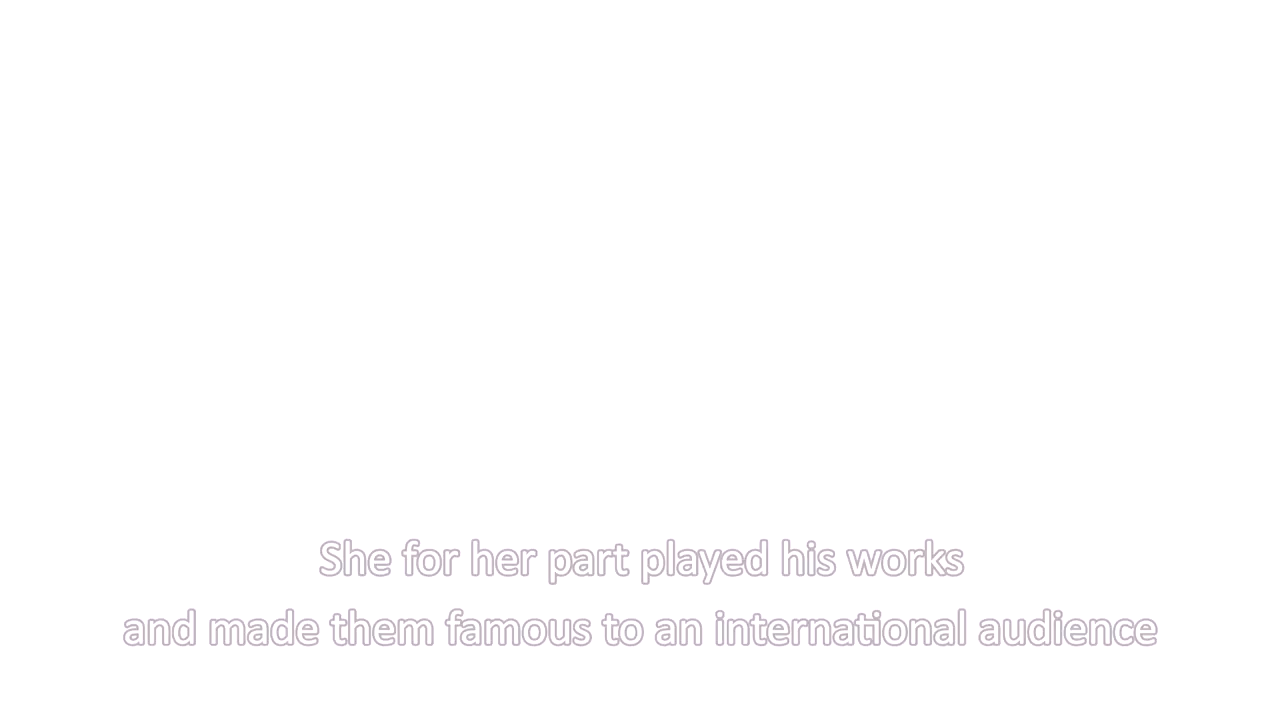 She for her part played his works
and made them famous to an international audience